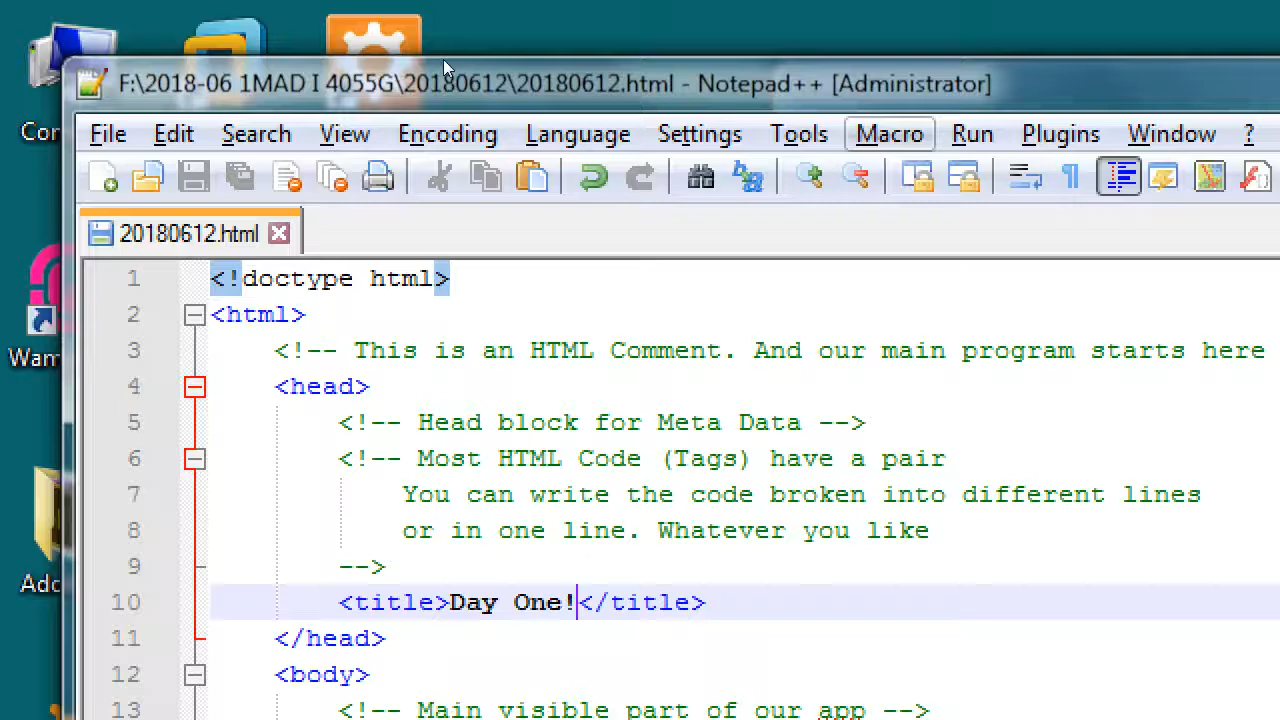 F:\2018-06 1MAD I 4055G\20180612\20180612.html - Notepad++ [Administrator]
File Edit Search View Encoding Language Settings Tools Macro Run Plugins Window ?
20180612.html
1 <!doctype html>
2 <html>
3 <!-- This is an HTML Comment. And our main program starts here
4 <head>
5 <!-- Head block for Meta Data -->
6 <!-- Most HTML Code (Tags) have a pair
7 You can write the code broken into different lines
8 or in one line. Whatever you like
9 -->
10 <title>Day One!</title>
11 </head>
12 <body>
13 <!-- Main visible part of our app -->